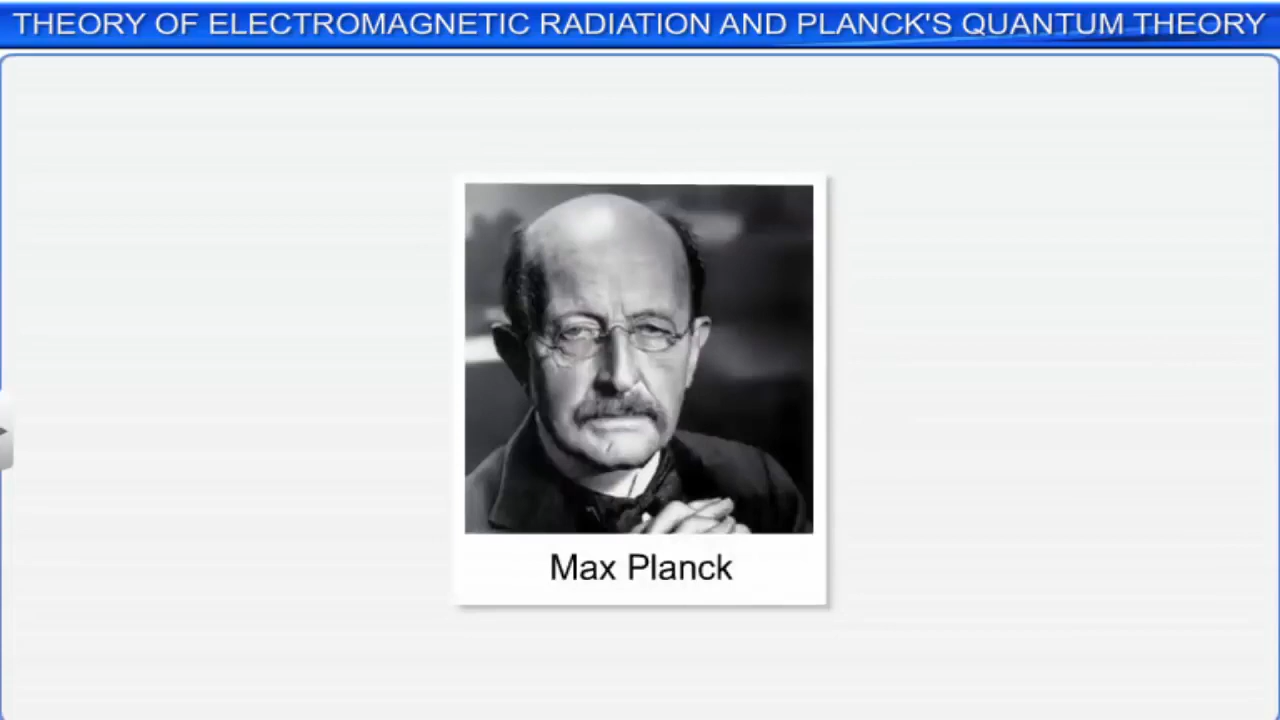 THEORY OF ELECTROMAGNETIC RADIATION AND PLANCK'S QUANTUM THEORY
Max Planck